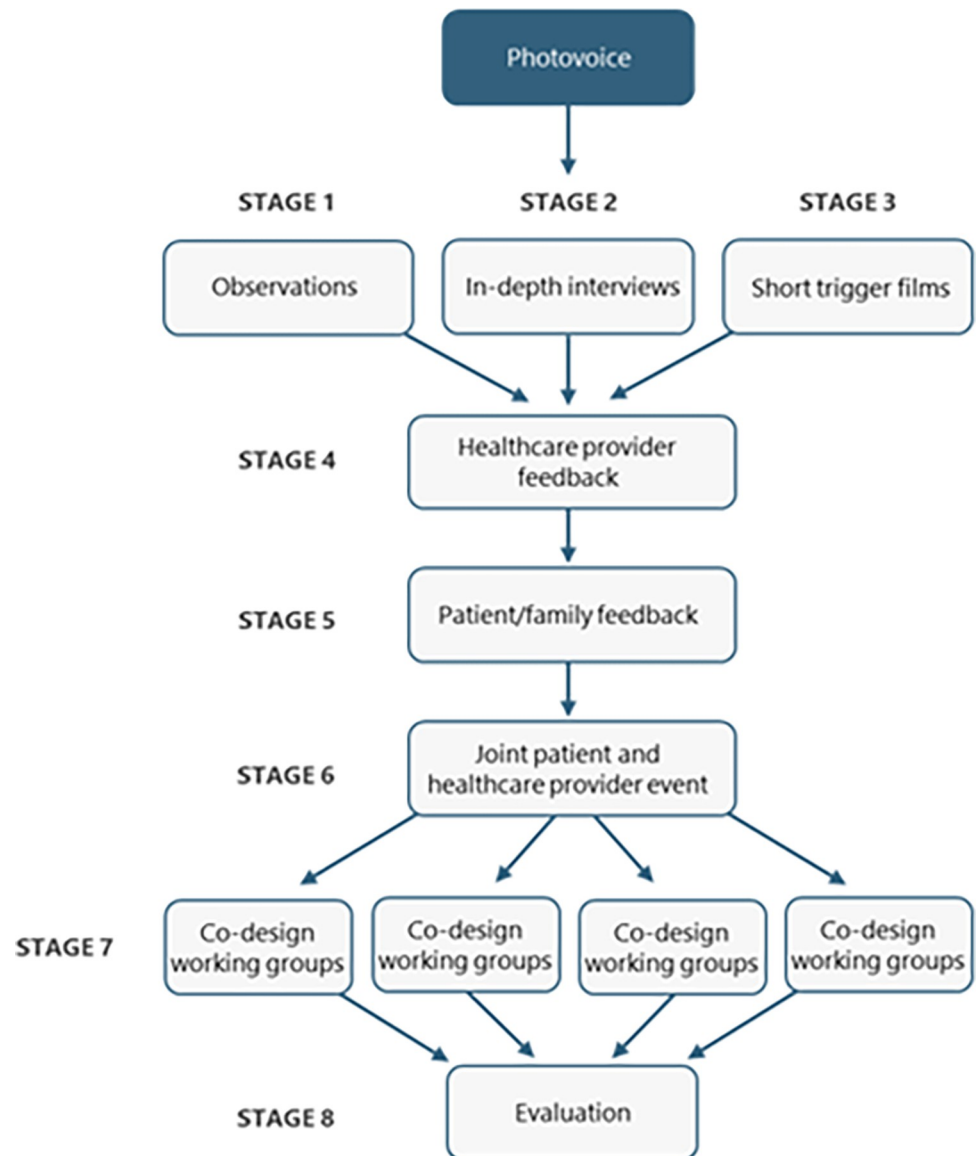 Photovoice
STAGE 1
STAGE 2
STAGE 3
Observations
In-depth interviews
Short trigger films
STAGE 4
Healthcare provider
feedback
STAGE 5
Patient/family feedback
STAGE 6
Joint patient and
healthcare provider event
STAGE 7
Co-design
working groups
Co-design
working groups
Co-design
working groups
Co-design
working groups
STAGE 8
Evaluation